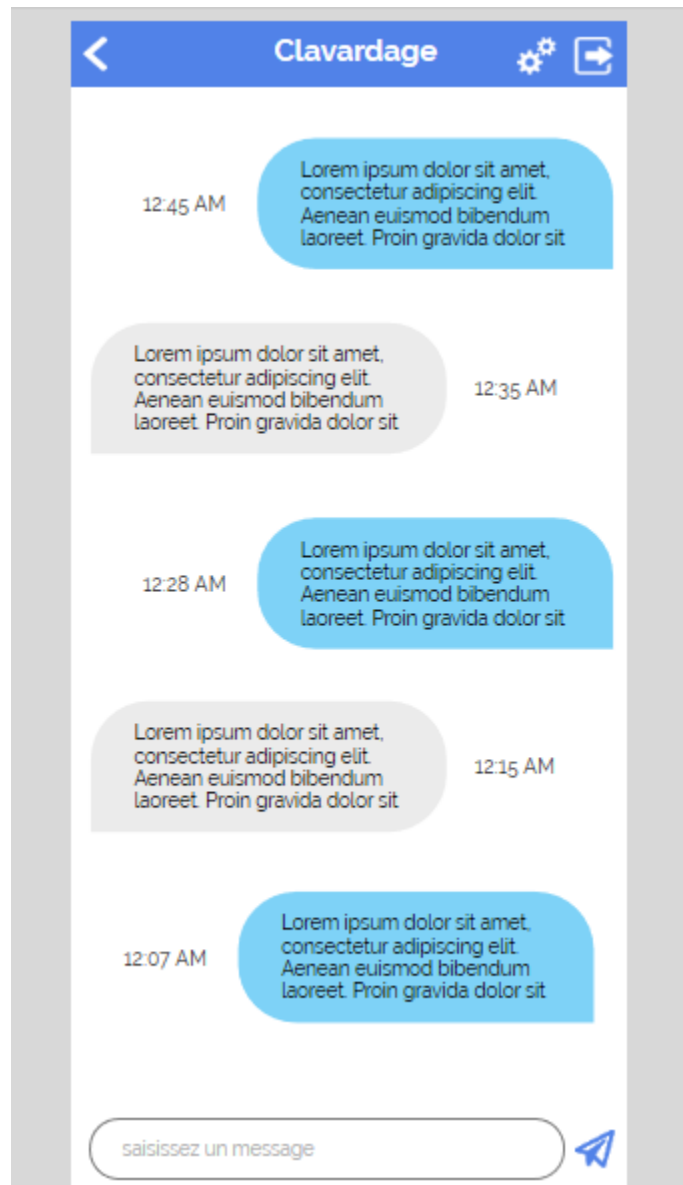 Clavardage
12:45 AM
Lorem ipsum dolor sit amet,
consectetur adipiscing elit.
Aenean euismod bibendum
laoreet. Proin gravida dolor sit
Lorem ipsum dolor sit amet,
consectetur adipiscing elit.
Aenean euismod bibendum
laoreet. Proin gravida dolor sit
12:35 AM
12:28 AM
Lorem ipsum dolor sit amet,
consectetur adipiscing elit.
Aenean euismod bibendum
laoreet. Proin gravida dolor sit
Lorem ipsum dolor sit amet,
consectetur adipiscing elit.
Aenean euismod bibendum
laoreet. Proin gravida dolor sit
12:15 AM
12:07 AM
Lorem ipsum dolor sit amet,
consectetur adipiscing elit.
Aenean euismod bibendum
laoreet. Proin gravida dolor sit
saisissez un message